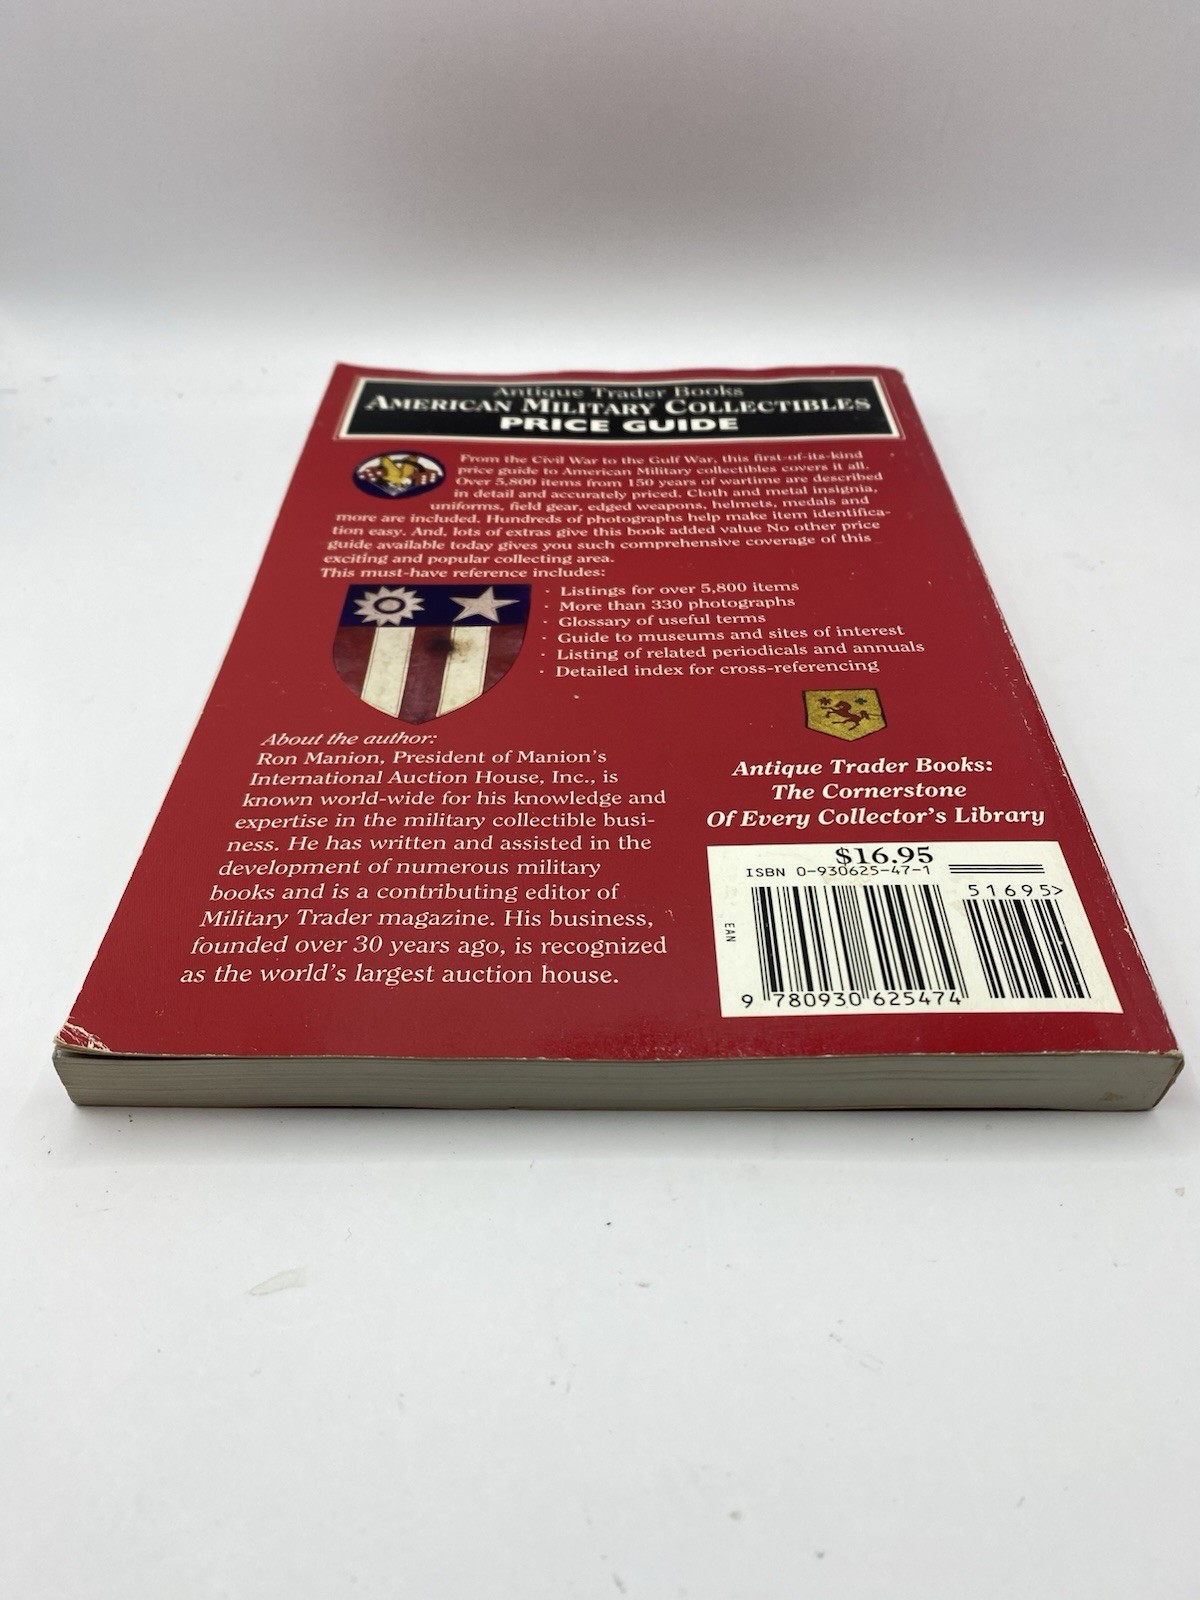 Antique Trader Books
AMERICAN MILITARY COLLECTIBLES
PRICE GUIDE
From the Civil War to the Gulf War, this first-of-its-kind
price guide to American Military collectibles covers it all.
Over 5,800 items from 150 years of wartime are described
in detail and accurately priced. Cloth and metal insignia,
uniforms, field gear, edged weapons, helmets, medals and
more are included. Hundreds of photographs help make item identifica-
tion easy. And, lots of extras give this book added value No other price
guide available today gives you such comprehensive coverage of this
exciting and popular collecting area.
This must-have reference includes:
· Listings for over 5,800 items
· More than 330 photographs
· Glossary of useful terms
· Guide to museums and sites of interest
· Listing of related periodicals and annuals
· Detailed index for cross-referencing
About the author:
Ron Manion, President of Manion's
International Auction House, Inc., is
known world-wide for his knowledge and
expertise in the military collectible busi-
ness. He has written and assisted in the
development of numerous military
books and is a contributing editor of
Military Trader magazine. His business,
founded over 30 years ago, is recognized
as the world's largest auction house.
Antique Trader Books:
The Cornerstone
Of Every Collector's Library
$16.95
ISBN 0-930625-47-1
51695>
EAN
9 780930 625474